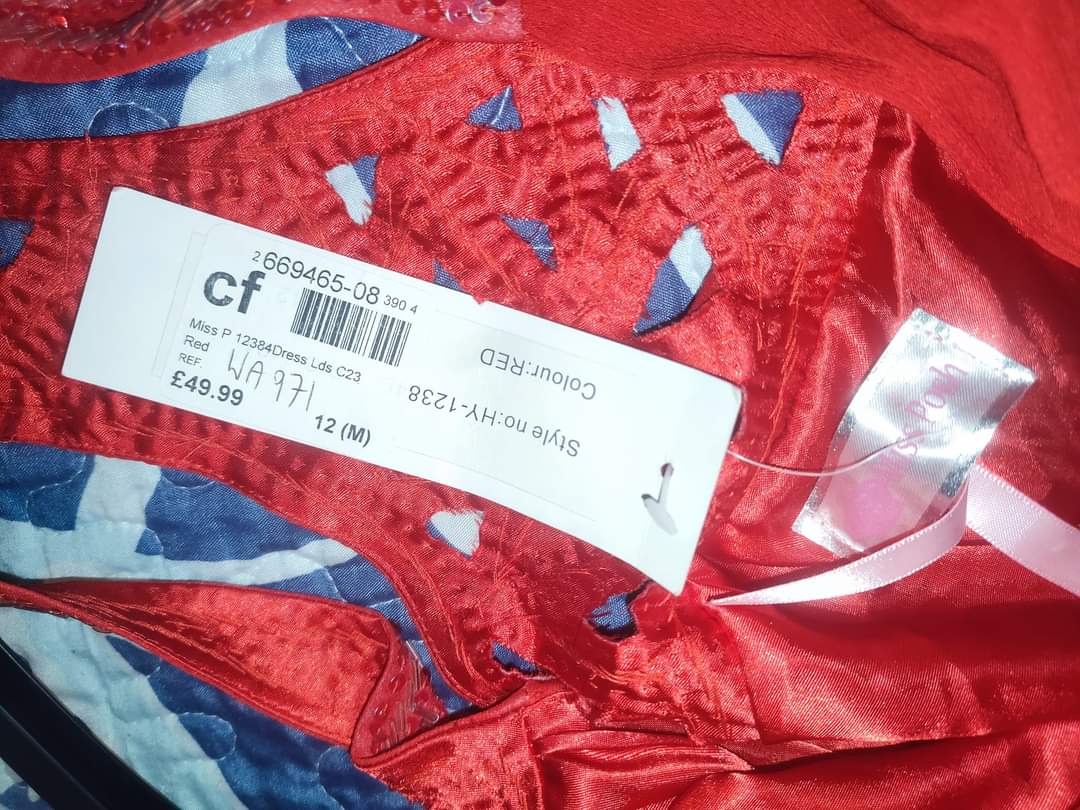 2 669465-08 390 4
cf
Miss P 12384Dress Lds C23
Red
REF. WA 971
£49.99
12 (M)
Style no:HY-1238
Colour:RED
Posh